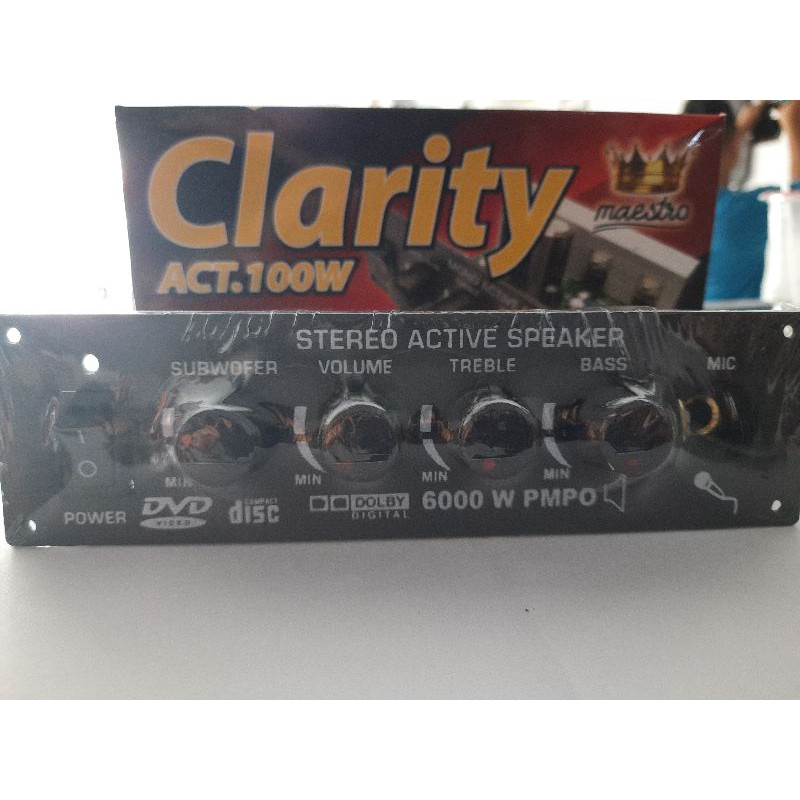 Clarity
maestro
ACT.100W
STEREO ACTIVE SPEAKER
SUBWOFER VOLUME TREBLE BASS MIC
MIN MIN MIN MIN
POWER DVD VIDEO COMPACT disc DOLBY DIGITAL 6000 W PMPO